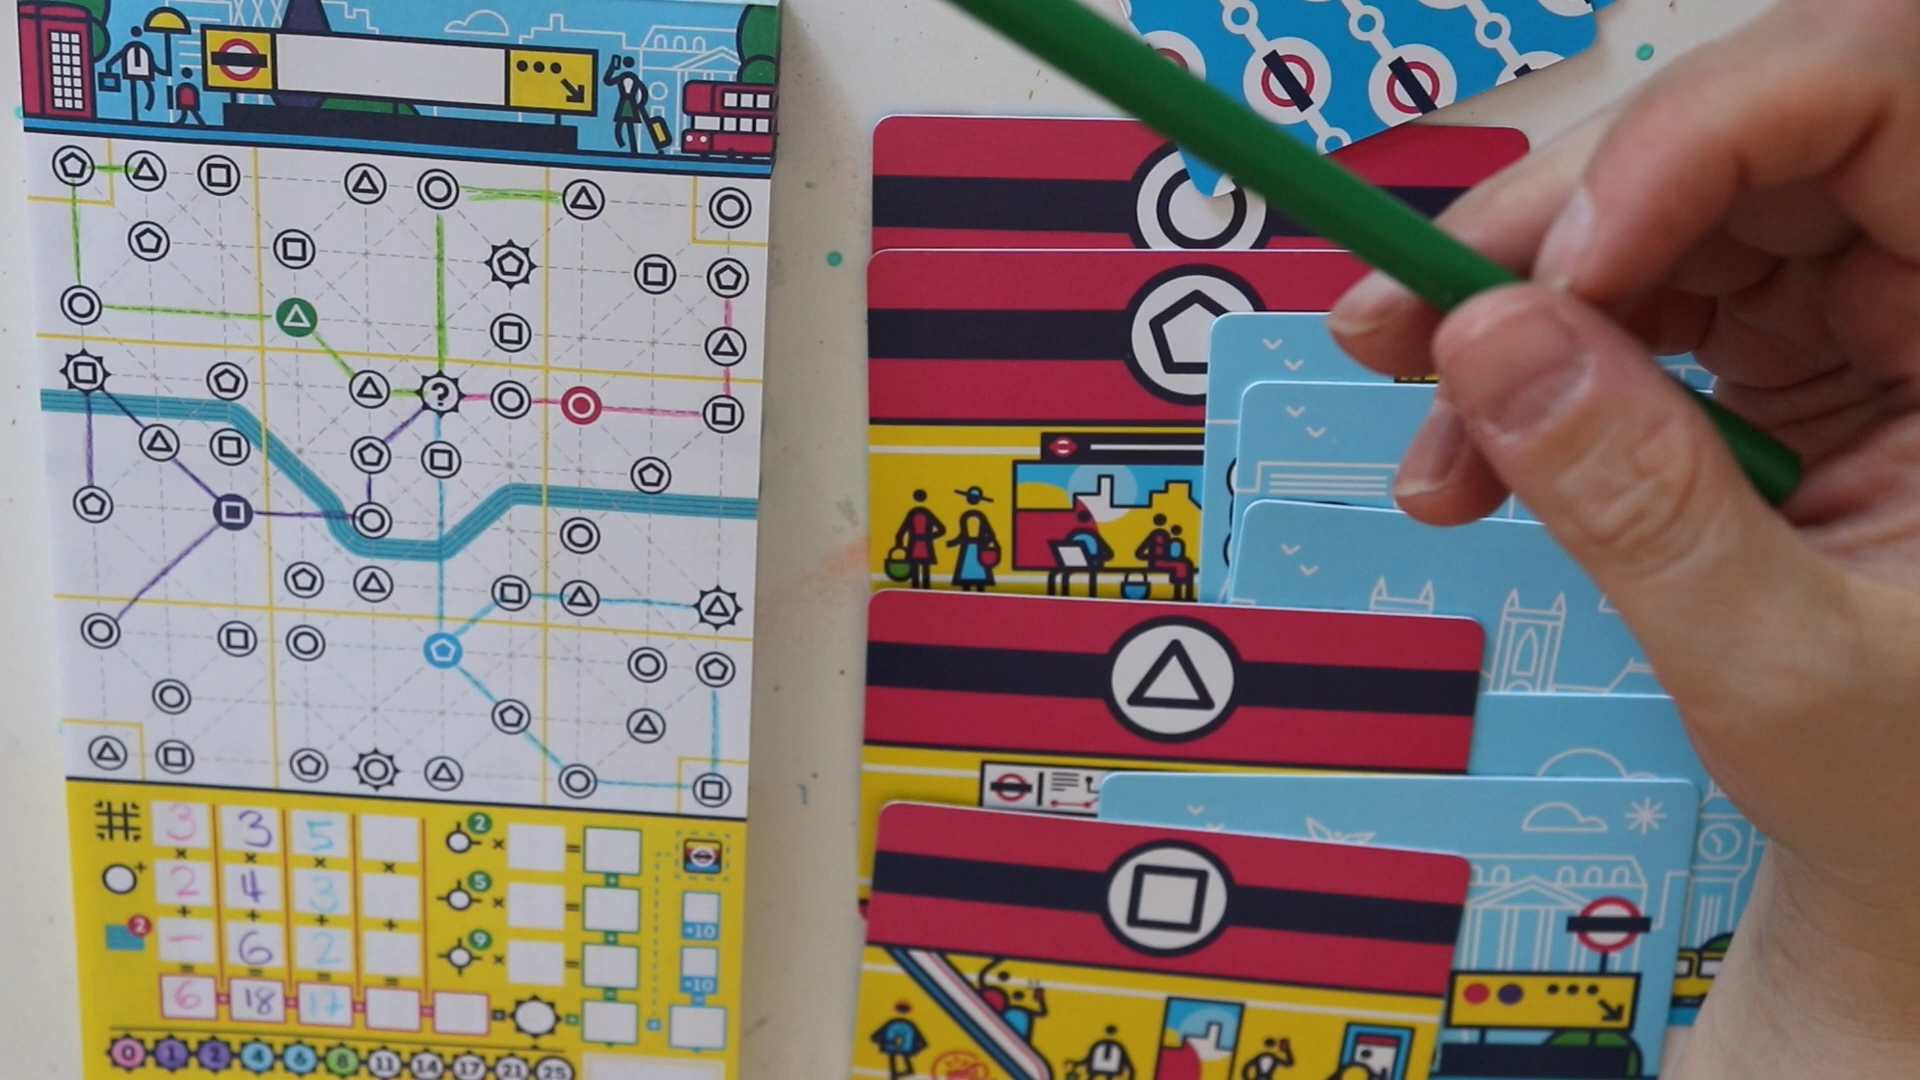 ?
3 3 5
× × × ×
2 4 3
+ + + +
2
- 6 2
= = = =
6 18 17
2 × =
5 × =
9 × =
+10
+10
0 1 2 4 6 8 11 14 17 21 25